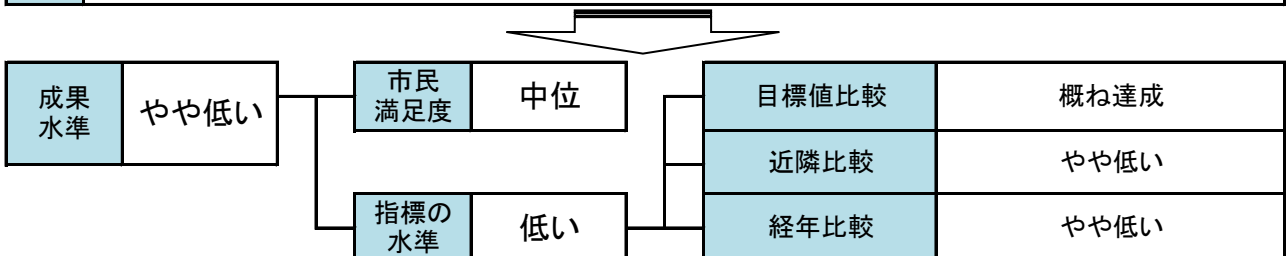 成果
水準
やや低い
市民
満足度
中位
指標の
水準
低い
目標値比較
概ね達成
近隣比較
やや低い
経年比較
やや低い